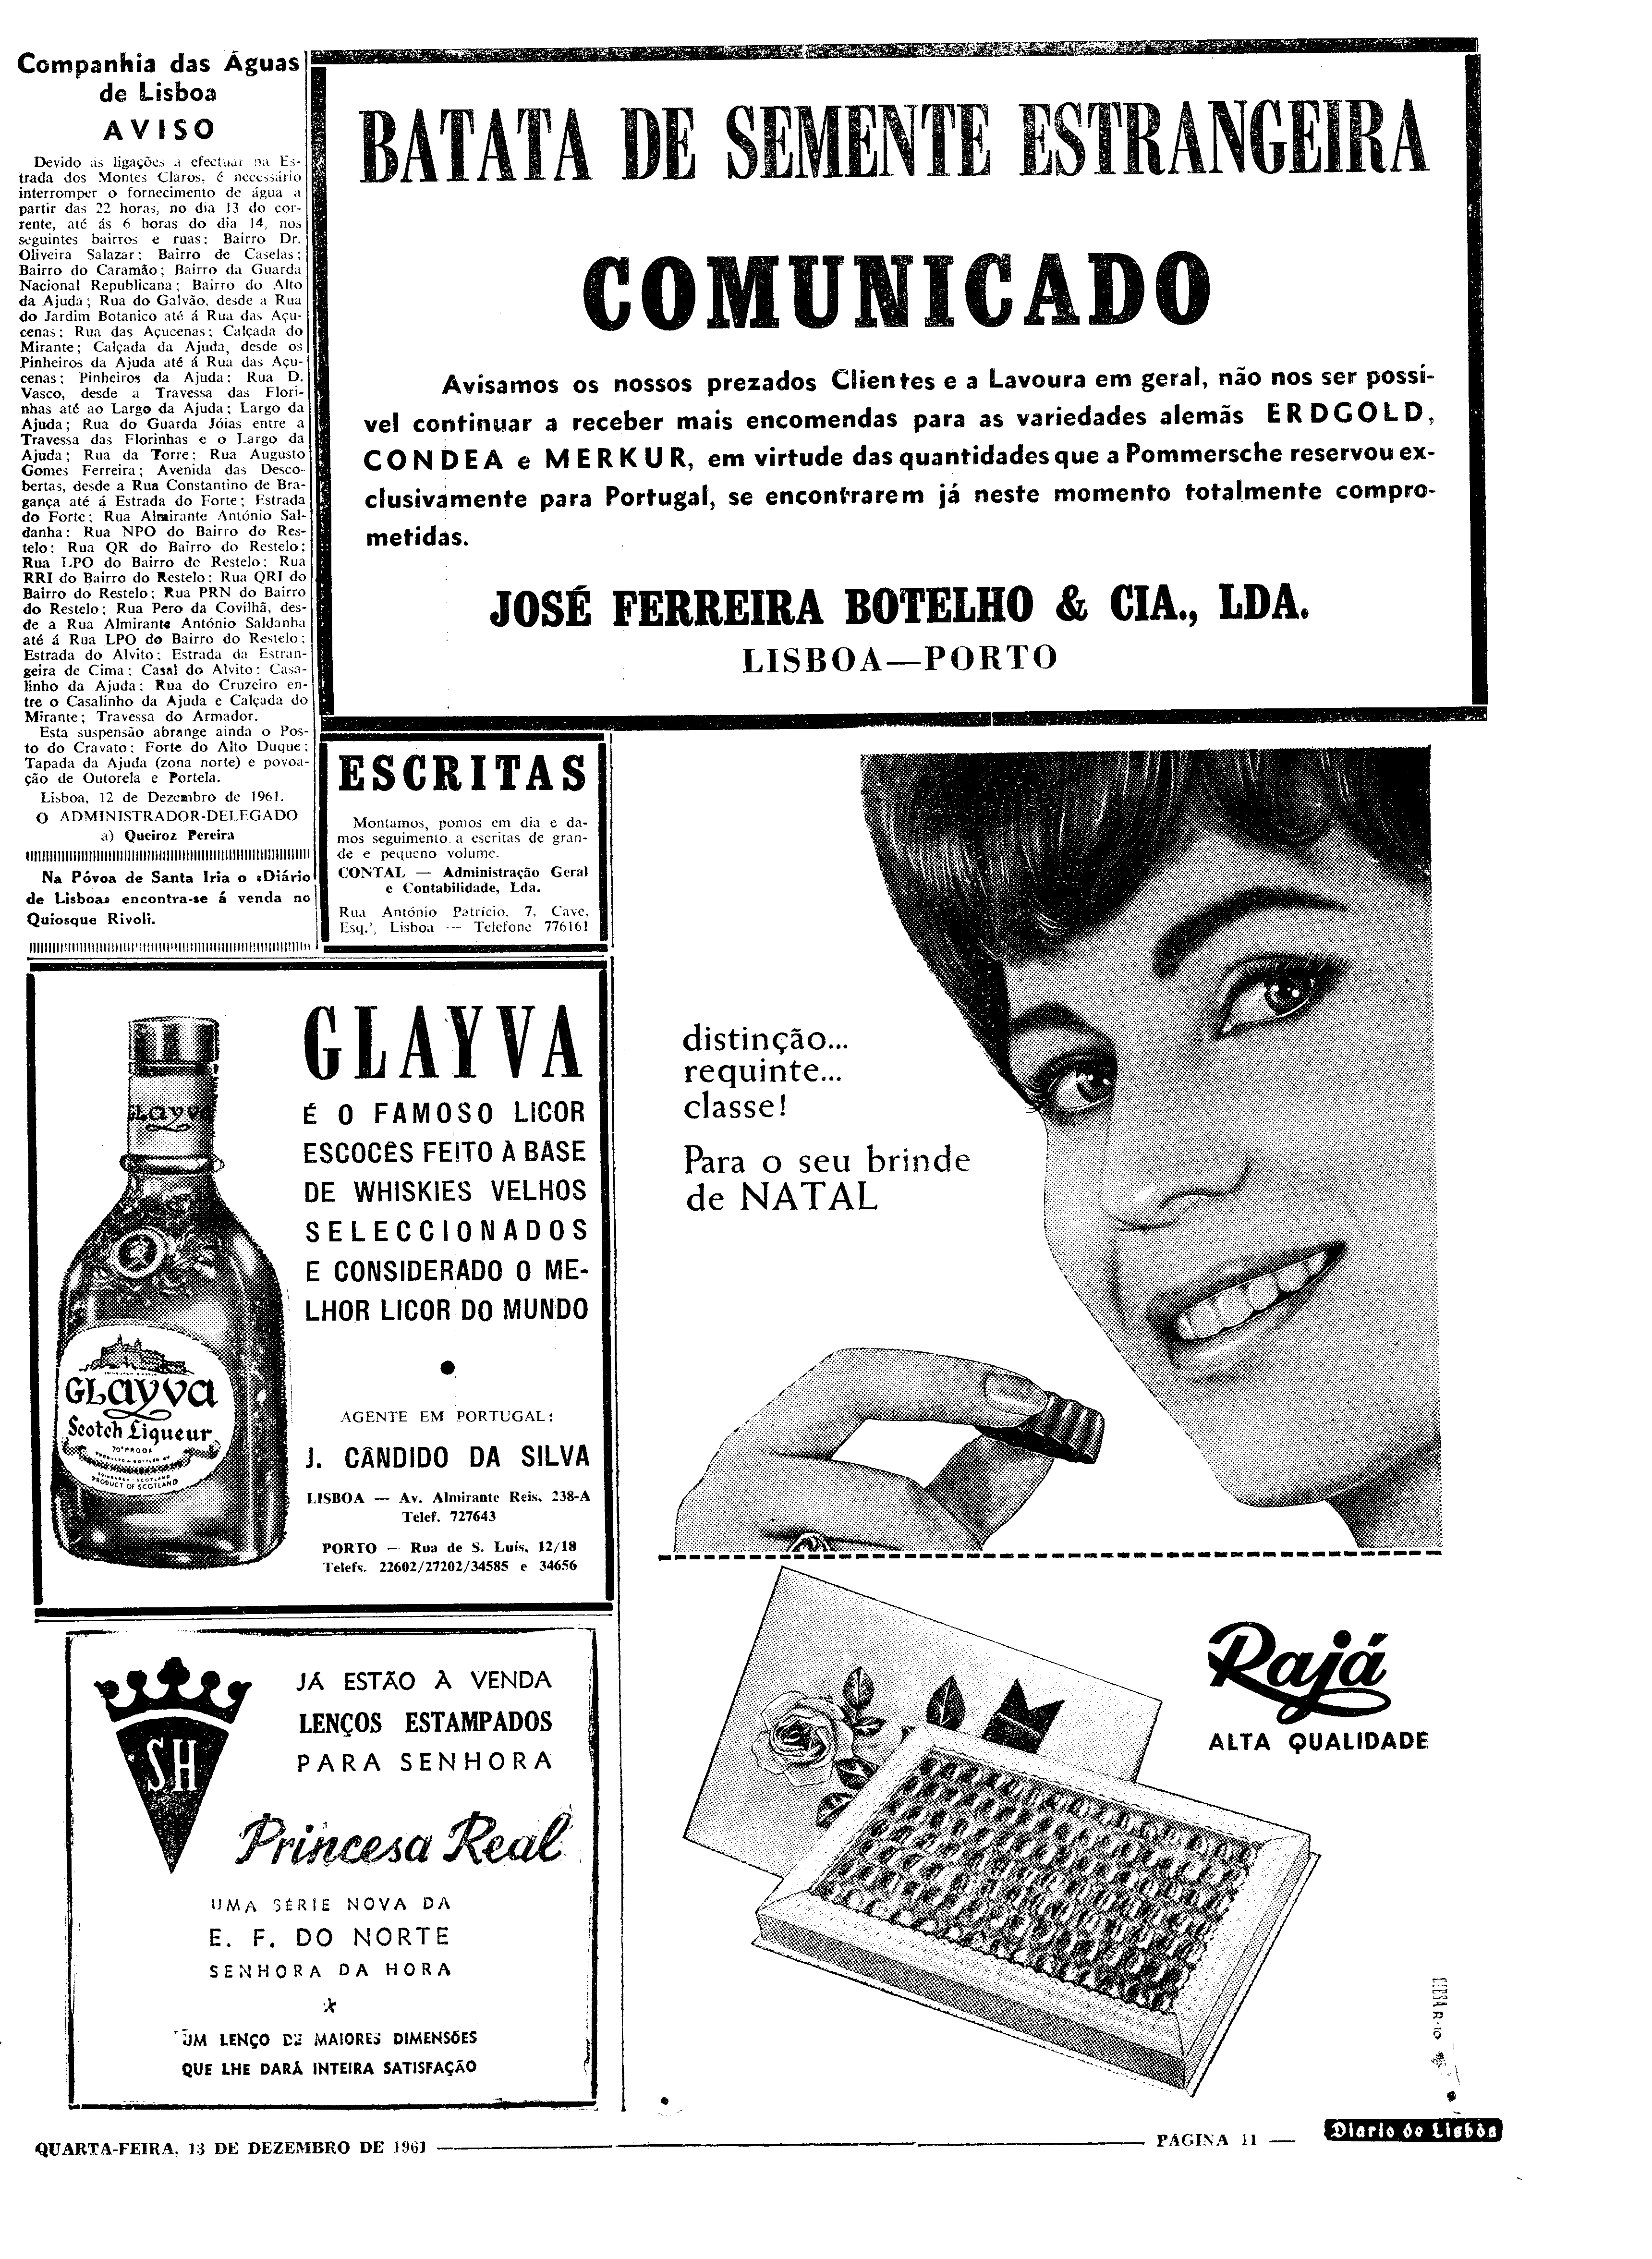 Companhia das Águas
de Lisboa
AVISO
Devido ás ligações a efectuar na Es-
trada dos Montes Claros, é necessário
interromper o fornecimento de água a
partir das 22 horas, no dia 13 do cor-
rente, até ás 6 horas do dia 14, nos
seguintes bairros e ruas: Bairro Dr.
Oliveira Salazar; Bairro de Caselas;
Bairro do Caramão; Bairro da Guarda
Nacional Republicana; Bairro do Alto
da Ajuda; Rua do Galvão, desde a Rua
do Jardim Botanico até á Rua das Açu-
cenas; Rua das Açucenas; Calçada do
Mirante; Calçada da Ajuda, desde os
Pinheiros da Ajuda até á Rua das Açu-
cenas; Pinheiros da Ajuda; Rua D.
Vasco, desde a Travessa das Flori-
nhas até ao Largo da Ajuda; Largo da
Ajuda; Rua do Guarda Jóias entre a
Travessa das Florinhas e o Largo da
Ajuda; Rua da Torre; Rua Augusto
Gomes Ferreira; Avenida das Desco-
bertas, desde a Rua Constantino de Bra-
gança até á Estrada do Forte; Estrada
do Forte; Rua Almirante António Sal-
danha; Rua NPO do Bairro do Res-
telo; Rua QR do Bairro do Restelo;
Rua LPO do Bairro de Restelo; Rua
RRI do Bairro do Restelo; Rua QRI do
Bairro do Restelo; Rua PRN do Bairro
do Restelo; Rua Pero da Covilhã, des-
de a Rua Almirante António Saldanha
até á Rua LPO do Bairro do Restelo;
Estrada do Alvito; Estrada da Estran-
geira de Cima; Casal do Alvito; Casa-
linho da Ajuda; Rua do Cruzeiro en-
tre o Casalinho da Ajuda e Calçada do
Mirante; Travessa do Armador.
Esta suspensão abrange ainda o Pos-
to do Cravato; Forte do Alto Duque;
Tapada da Ajuda (zona norte) e povoa-
ção de Outorela e Portela.
Lisboa, 12 de Dezembro de 1961.
O ADMINISTRADOR-DELEGADO
a) Queiroz Pereira
Na Póvoa de Santa Iria o «Diário
de Lisboa» encontra-se á venda no
Quiosque Rivoli.
BATATA DE SEMENTE ESTRANGEIRA
COMUNICADO
Avisamos os nossos prezados Clientes e a Lavoura em geral, não nos ser possí-
vel continuar a receber mais encomendas para as variedades alemãs ERDGOLD,
CONDEA e MERKUR, em virtude das quantidades que a Pommersche reservou ex-
clusivamente para Portugal, se encontrarem já neste momento totalmente compro-
metidas.
JOSÉ FERREIRA BOTELHO & CIA., LDA.
LISBOA—PORTO
ESCRITAS
Montamos, pomos em dia e da-
mos seguimento a escritas de gran-
de e pequeno volume.
CONTAL — Administração Geral
e Contabilidade, Lda.
Rua António Patrício, 7, Cave,
Esq.º, Lisboa — Telefone 776161
GLAYVA
É O FAMOSO LICOR
ESCOCÊS FEITO À BASE
DE WHISKIES VELHOS
SELECCIONADOS
E CONSIDERADO O ME-
LHOR LICOR DO MUNDO
AGENTE EM PORTUGAL:
J. CÂNDIDO DA SILVA
LISBOA — Av. Almirante Reis, 238-A
Telef. 727643
PORTO — Rua de S. Luís, 12/18
Telefs. 22602/27202/34585 e 34656
Glayva
GLayva
Scotch Liqueur
70° PROOF
PRODUCT OF SCOTLAND
distinção...
requinte...
classe!
Para o seu brinde
de NATAL
Rajá
ALTA QUALIDADE
SH
JÁ ESTÃO À VENDA
LENÇOS ESTAMPADOS
PARA SENHORA
Princesa Real
UMA SÉRIE NOVA DA
E. F. DO NORTE
SENHORA DA HORA
UM LENÇO DE MAIORES DIMENSÕES
QUE LHE DARÁ INTEIRA SATISFAÇÃO
QUARTA-FEIRA, 13 DE DEZEMBRO DE 1961
PÁGINA 11
Diario de Lisbôa